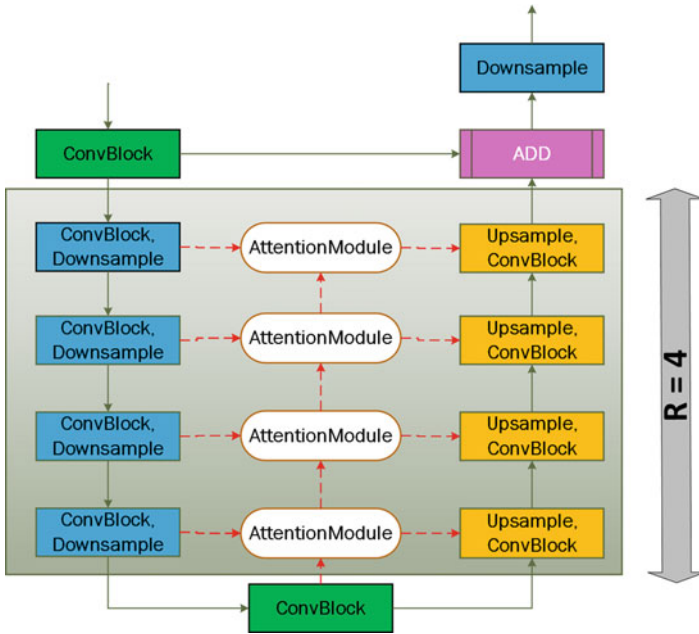 Downsample
ConvBlock
ADD
ConvBlock,
Downsample
AttentionModule
Upsample,
ConvBlock
ConvBlock,
Downsample
AttentionModule
Upsample,
ConvBlock
ConvBlock,
Downsample
AttentionModule
Upsample,
ConvBlock
ConvBlock,
Downsample
AttentionModule
Upsample,
ConvBlock
ConvBlock
R = 4